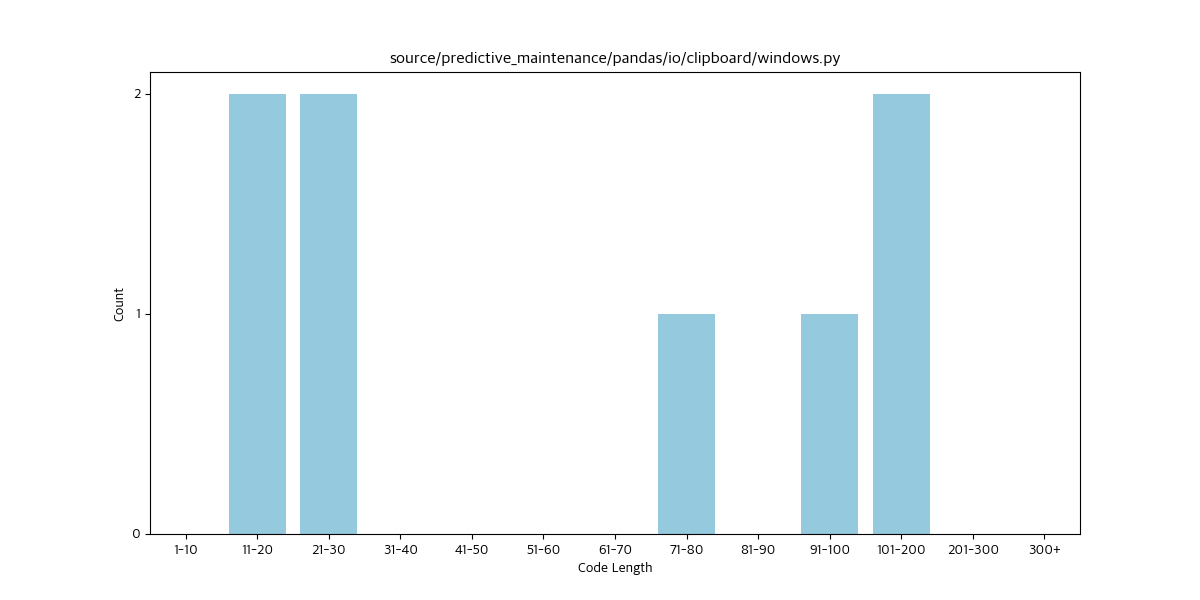 source/predictive_maintenance/pandas/io/clipboard/windows.py
2
1
0
Count
1-10 11-20 21-30 31-40 41-50 51-60 61-70 71-80 81-90 91-100 101-200 201-300 300+
Code Length